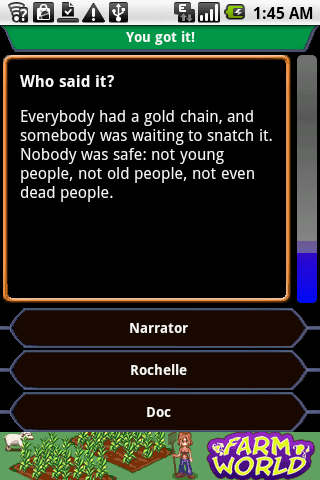 1:45 AM
You got it!
Who said it?
Everybody had a gold chain, and
somebody was waiting to snatch it.
Nobody was safe: not young
people, not old people, not even
dead people.
Narrator
Rochelle
Doc
FARM
WORLD